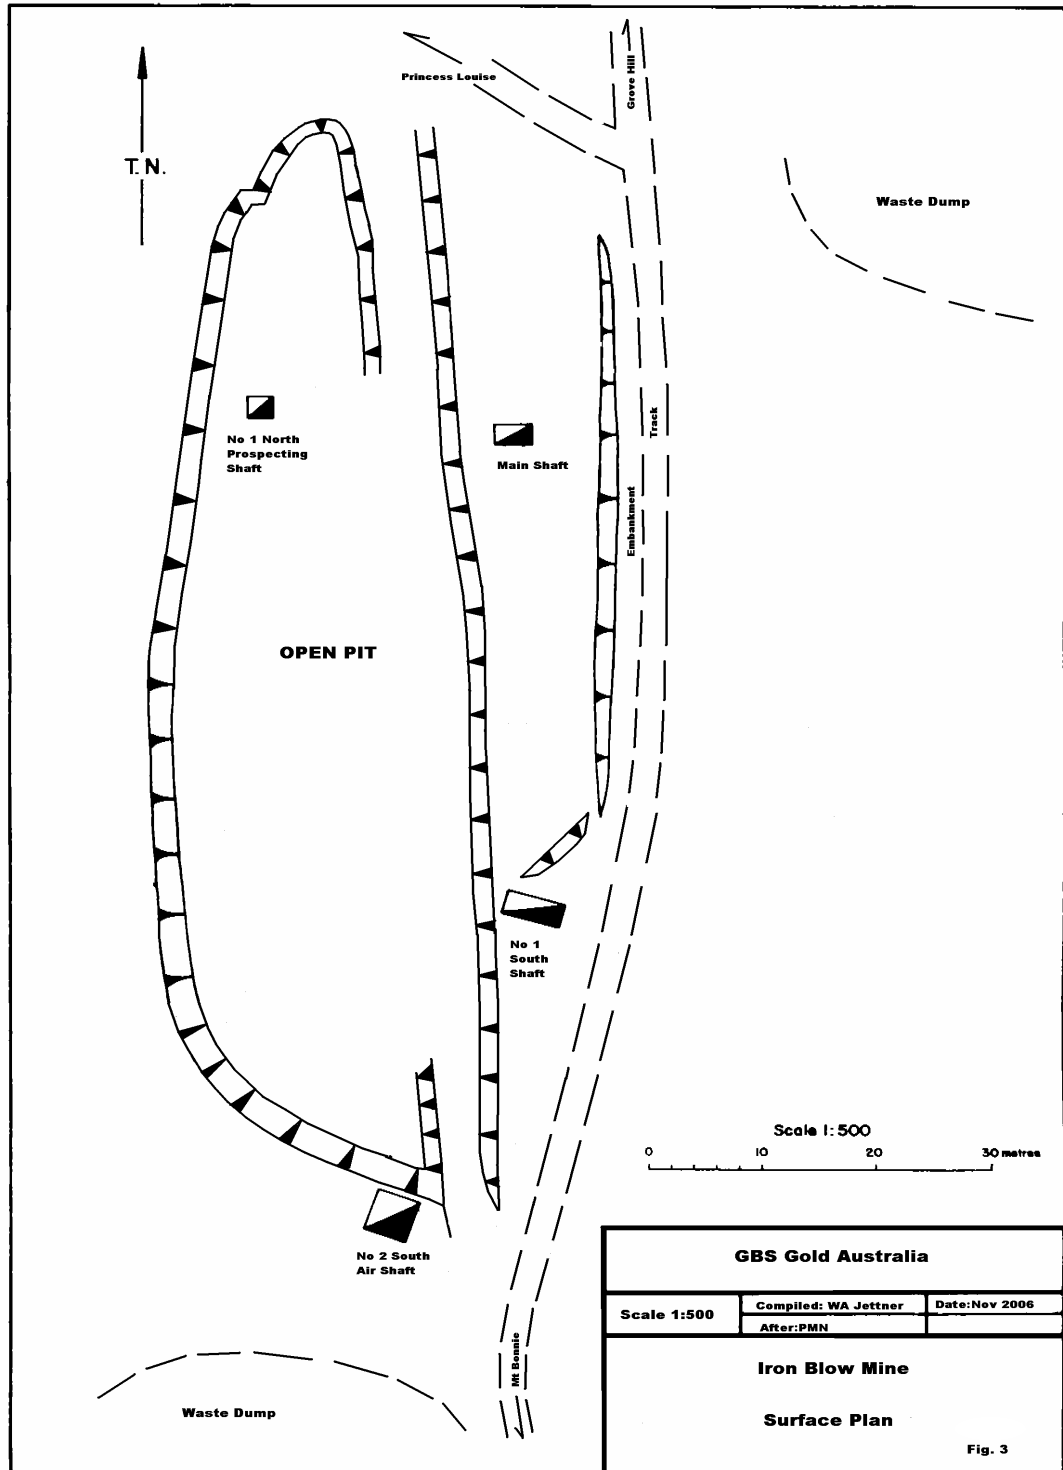 Princess Louise
Grove Hill
T.N.
Waste Dump
No 1 North
Prospecting
Shaft
Main Shaft
Track
Embankment
OPEN PIT
No 1
South
Shaft
Scale 1:500
0 10 20 30 metres
No 2 South
Air Shaft
Mt Bonnie
Waste Dump
GBS Gold Australia
Scale 1:500
Compiled: WA Jettner
Date:Nov 2006
After:PMN
Iron Blow Mine
Surface Plan
Fig. 3